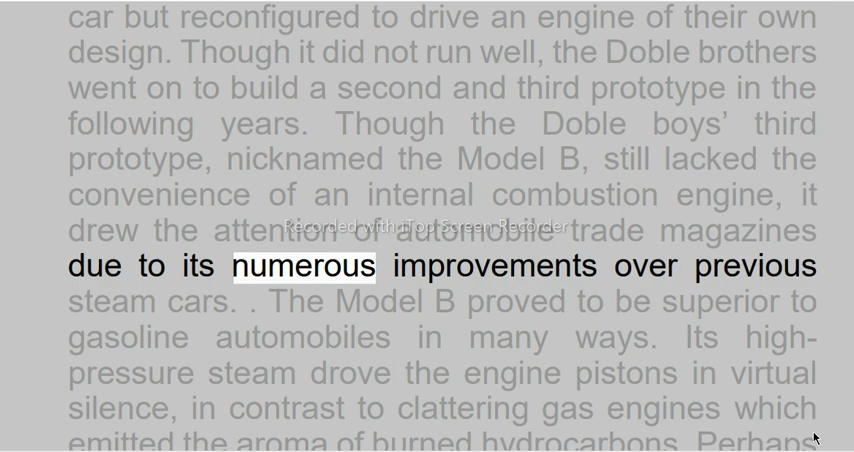 car but reconfigured to drive an engine of their own
design. Though it did not run well, the Doble brothers
went on to build a second and third prototype in the
following years. Though the Doble boys’ third
prototype, nicknamed the Model B, still lacked the
convenience of an internal combustion engine, it
drew the attention of automobile trade magazines
Recorded with iTop Screen Recorder
due to its numerous improvements over previous
steam cars. . The Model B proved to be superior to
gasoline automobiles in many ways. Its high-
pressure steam drove the engine pistons in virtual
silence, in contrast to clattering gas engines which
emitted the aroma of burned hydrocarbons. Perhaps